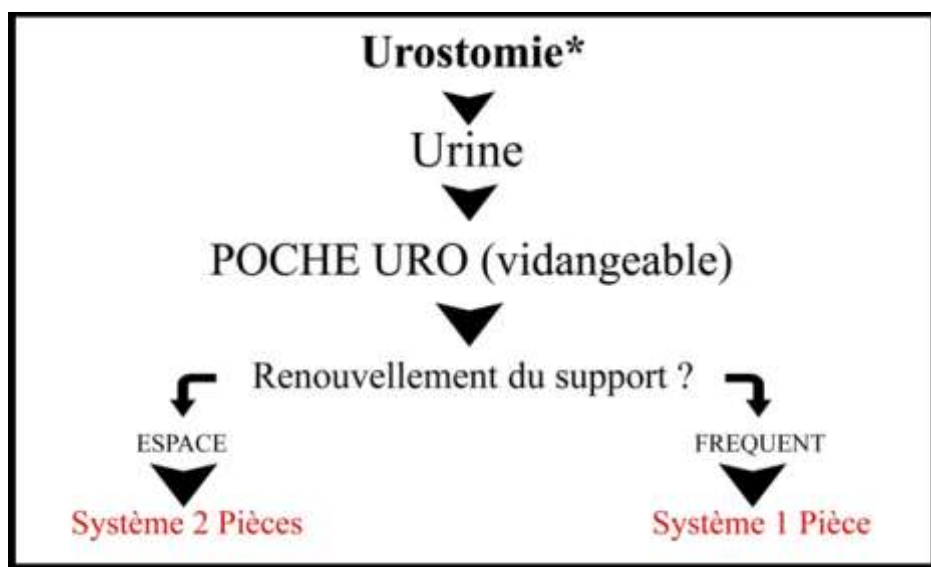 Urostomie*
Urine
POCHE URO (vidangeable)
Renouvellement du support ?
ESPACE FREQUENT
Système 2 Pièces Système 1 Pièce